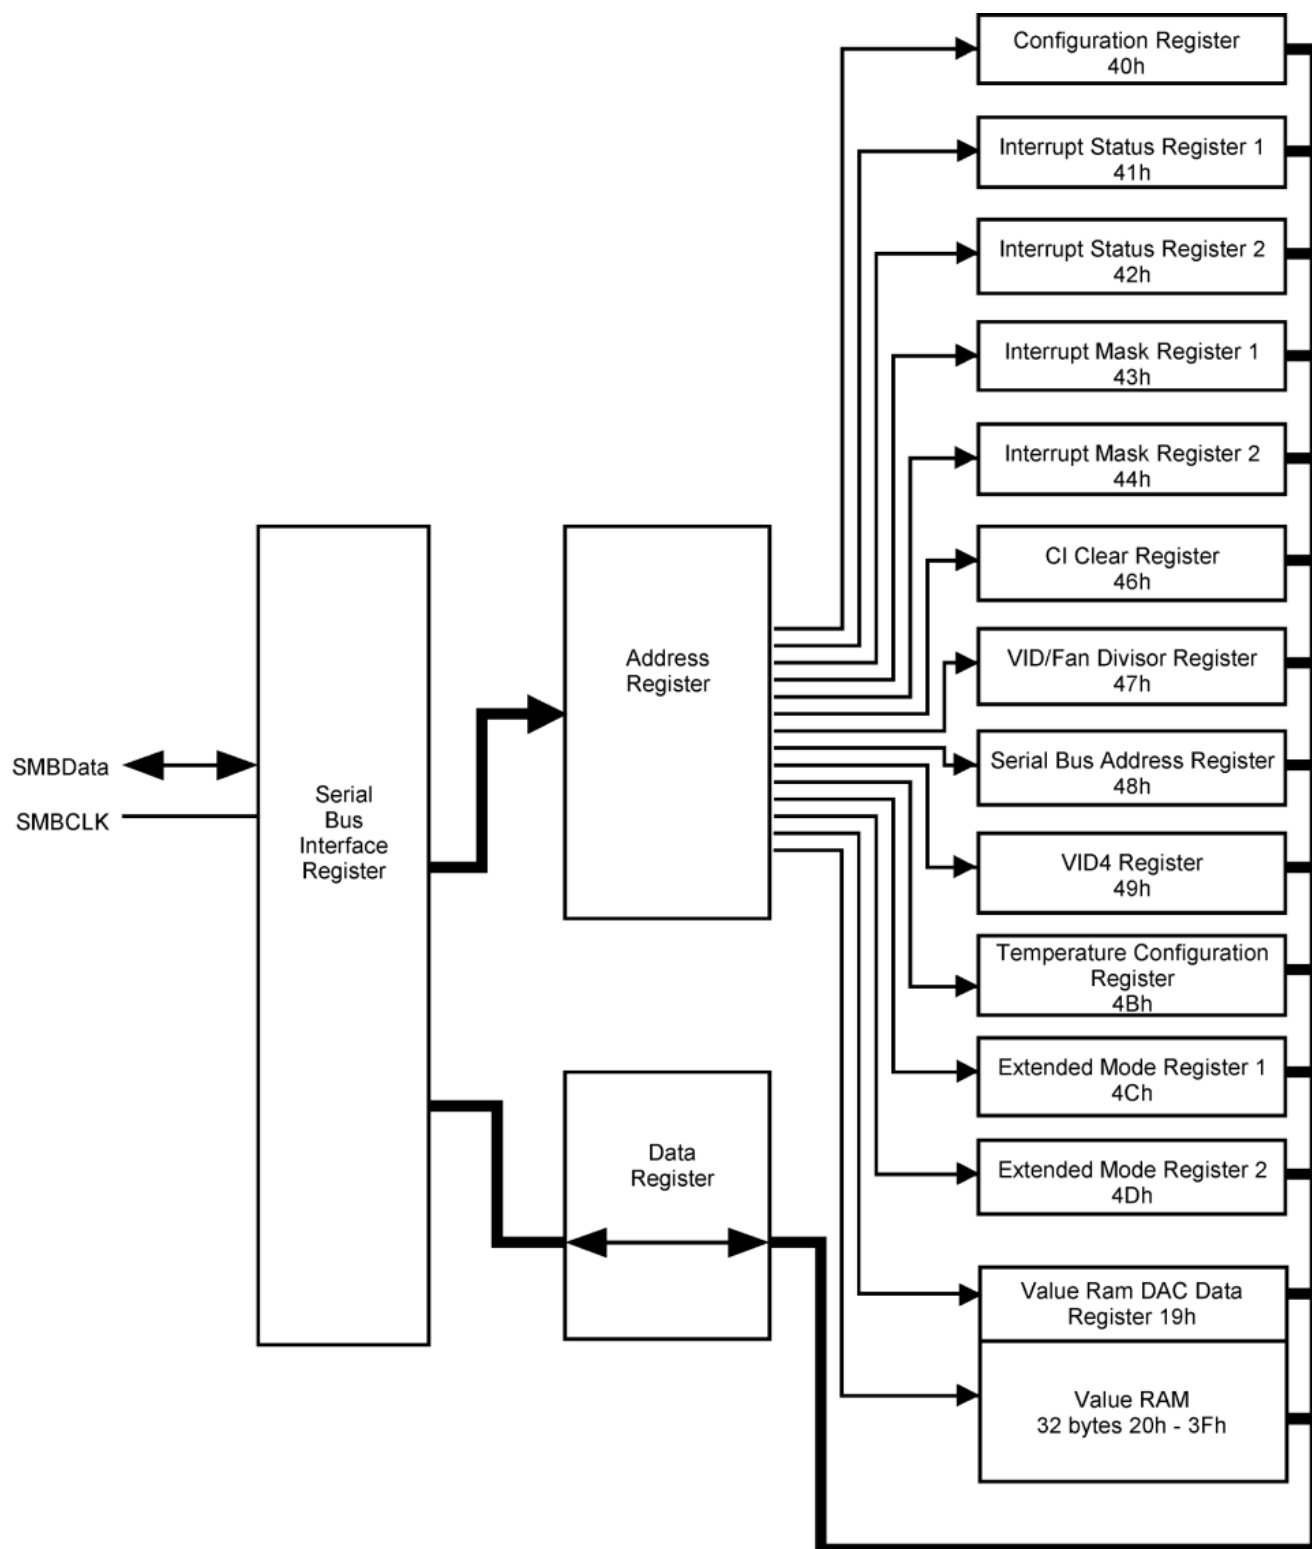 Configuration Register
40h
Interrupt Status Register 1
41h
Interrupt Status Register 2
42h
Interrupt Mask Register 1
43h
Interrupt Mask Register 2
44h
CI Clear Register
46h
VID/Fan Divisor Register
47h
Serial Bus Address Register
48h
VID4 Register
49h
Temperature Configuration
Register
4Bh
Extended Mode Register 1
4Ch
Extended Mode Register 2
4Dh
Value Ram DAC Data
Register 19h
Value RAM
32 bytes 20h - 3Fh
Address
Register
SMBData
SMBCLK
Serial
Bus
Interface
Register
Data
Register